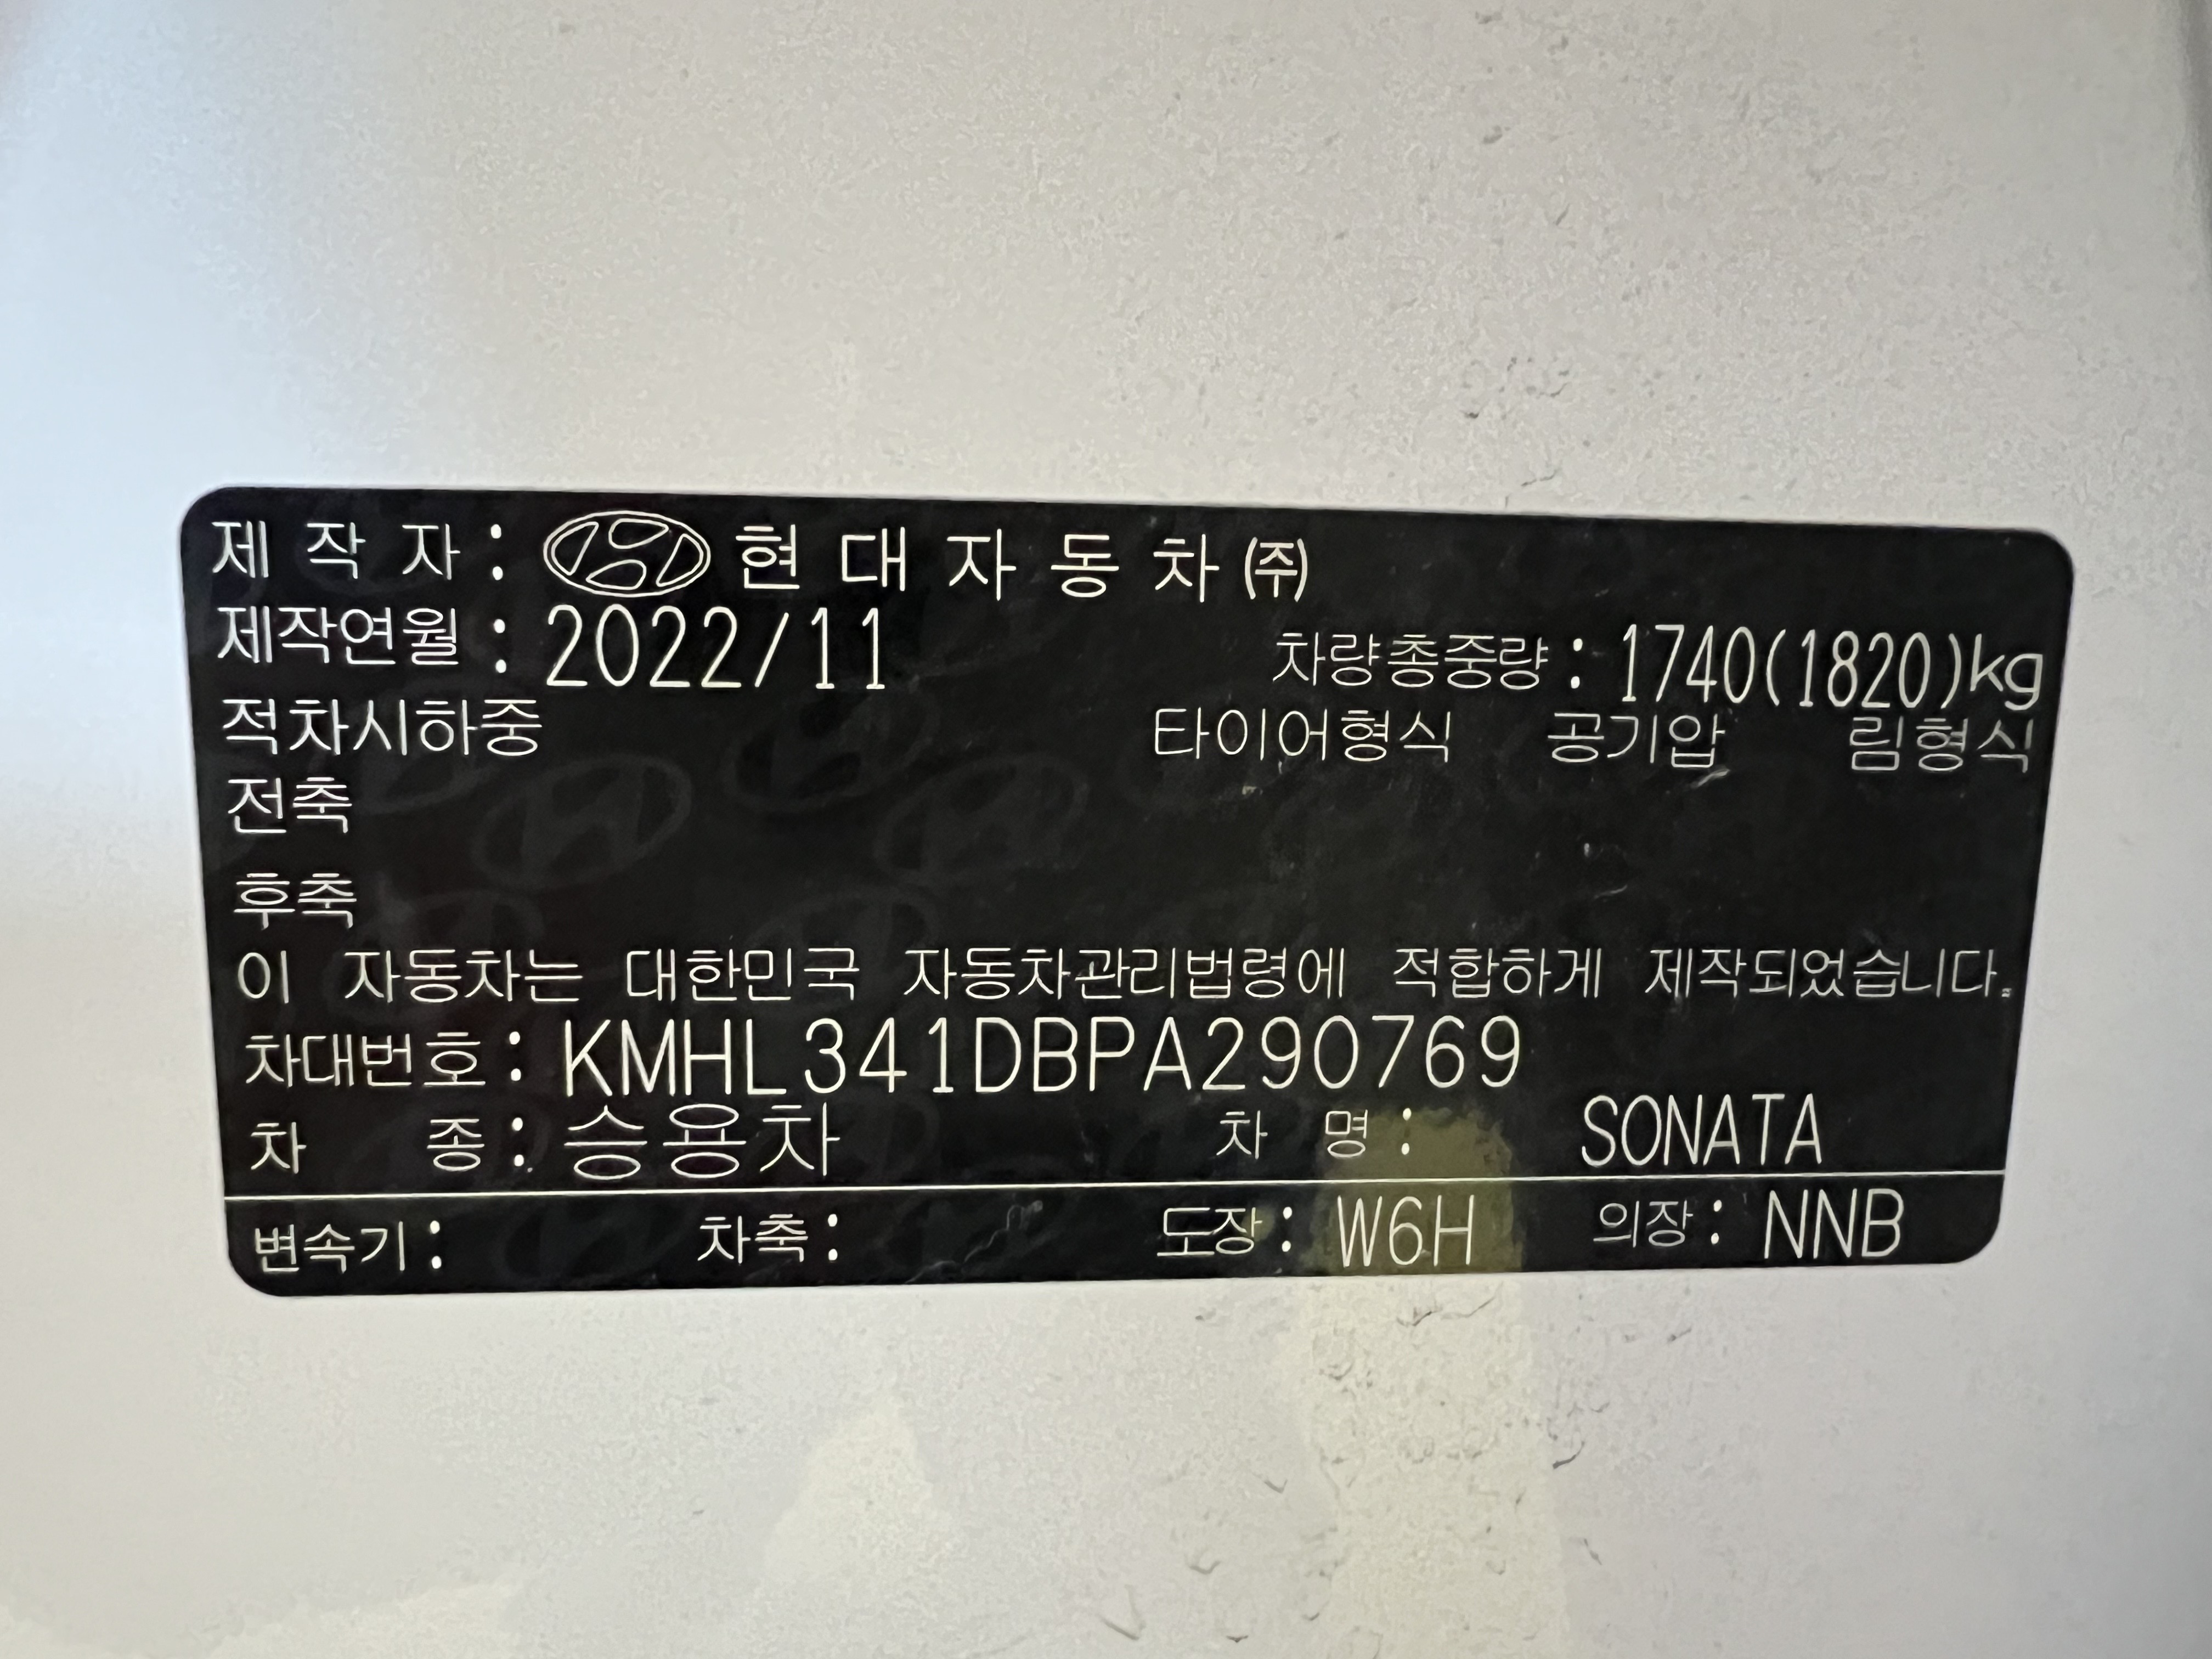 제 작 자 : 현 대 자 동 차 ㈜
제작연월 : 2022/11 차량총중량 : 1740(1820)kg
적차시하중 타이어형식 공기압 림형식
전축
후축
이 자동차는 대한민국 자동차관리법령에 적합하게 제작되었습니다.
차대번호 : KMHL341DBPA290769
차 종 : 승용차 차 명 : SONATA
변속기 : 차축 : 도장 : W6H 의장 : NNB